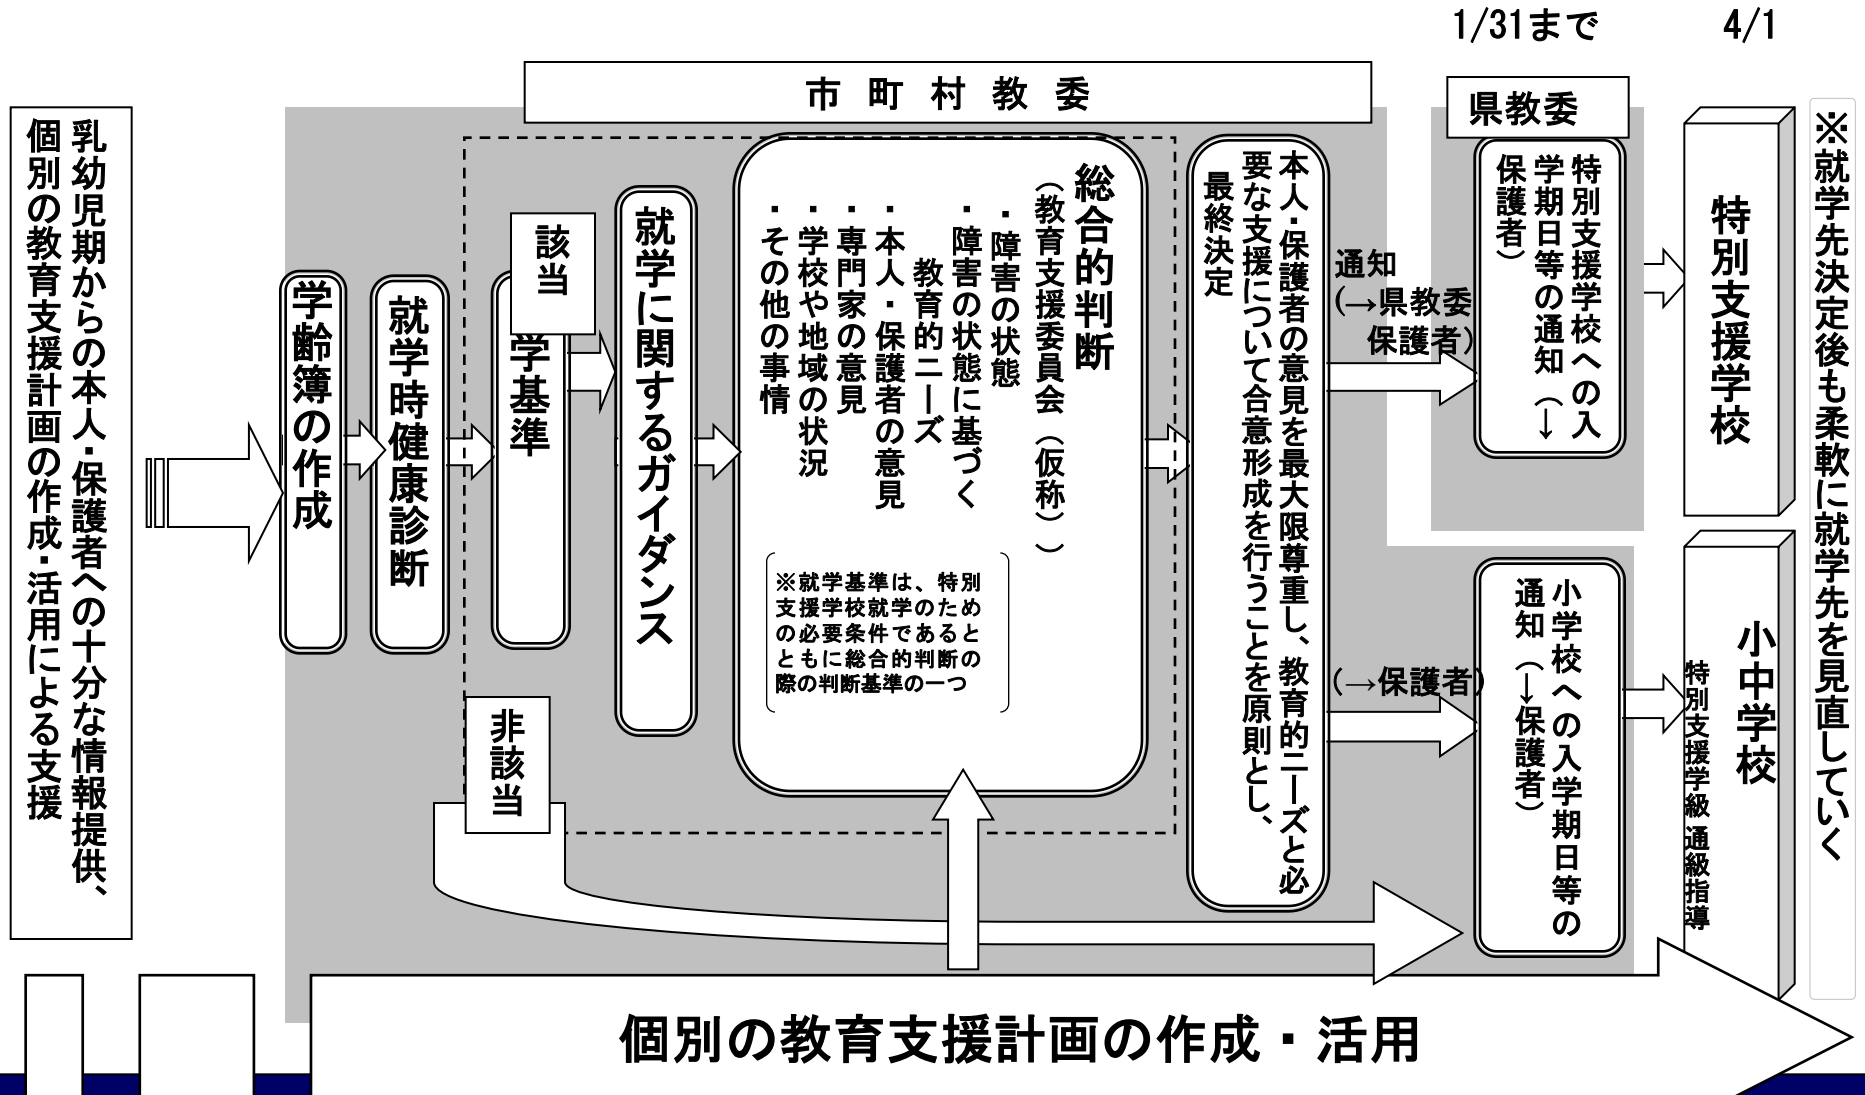 1/31まで
4/1
市町村教委
県教委
乳幼児期からの本人・保護者への十分な情報提供、
個別の教育支援計画の作成・活用による支援
学齢簿の作成
就学時健康診断
該当
学基準
非該当
就学に関するガイダンス
総合的判断
（教育支援委員会（仮称））
・障害の状態
・障害の状態に基づく
教育的ニーズ
・本人・保護者の意見
・専門家の意見
・学校や地域の状況
・その他の事情
※就学基準は、特別
支援学校就学のため
の必要条件であると
ともに総合的判断の
際の判断基準の一つ
本人・保護者の意見を最大限尊重し、教育的ニーズと必
要な支援について合意形成を行うことを原則とし、
最終決定
通知
(→県教委
保護者)
(→保護者)
特別支援学校への入
学期日等の通知（→
保護者）
小学校への入学期日等の
通知（→保護者）
特別支援学校
小中学校
特別支援学級 通級指導
※就学先決定後も柔軟に就学先を見直していく
個別の教育支援計画の作成・活用